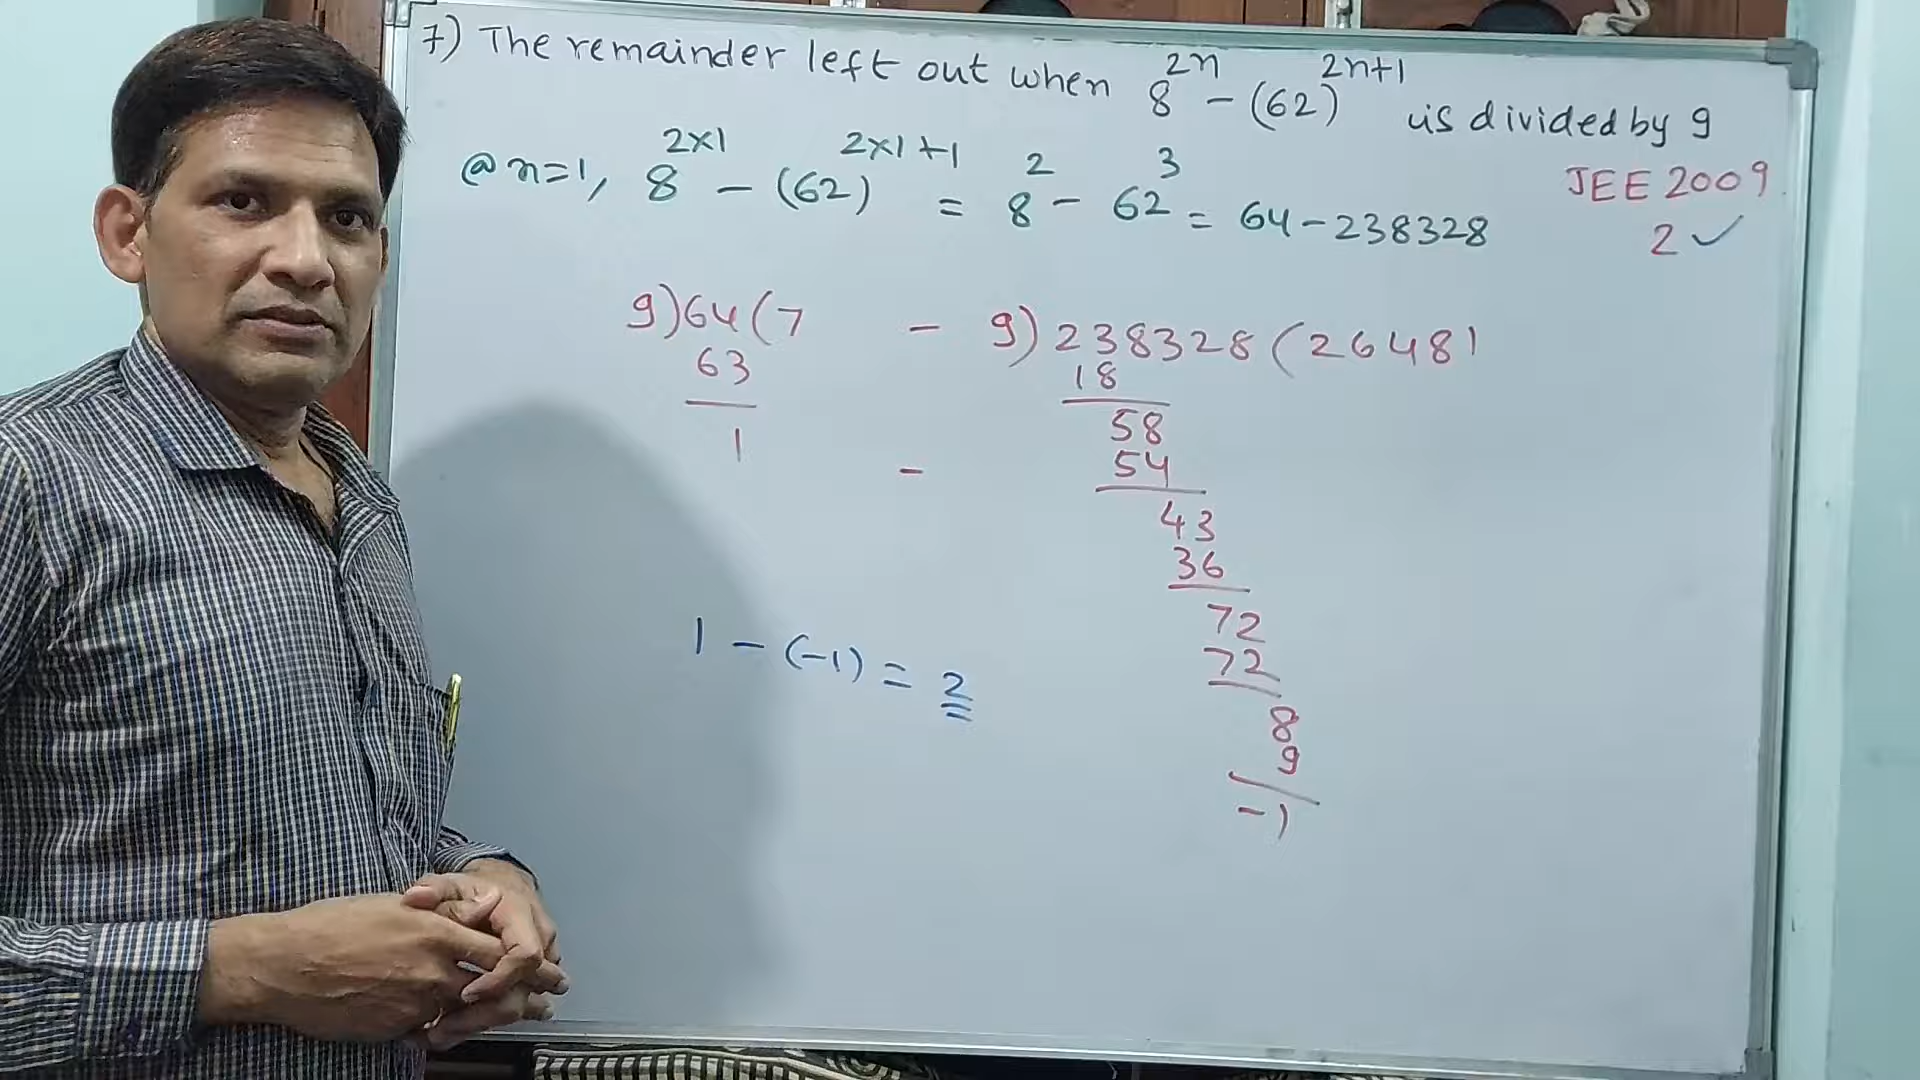 7) The remainder left out when 8^2n - (62)^2n+1 is divided by 9
JEE 2009
@ n=1, 8^2x1 - (62)^2x1+1 = 8^2 - 62^3 = 64 - 238328
2 ✓
9)64(7 - 9)238328(26481
63
18
1
58
-
54
43
36
72
72
1 - (-1) = 2
8
9
-1